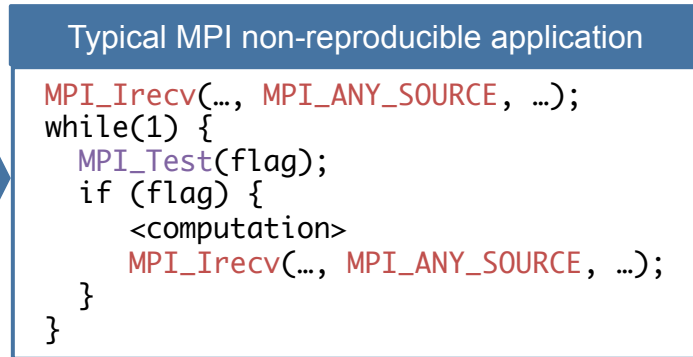 Typical MPI non-reproducible application
MPI_Irecv(…, MPI_ANY_SOURCE, …);
while(1) {
  MPI_Test(flag);
  if (flag) {
     <computation>
     MPI_Irecv(…, MPI_ANY_SOURCE, …);
  }
}